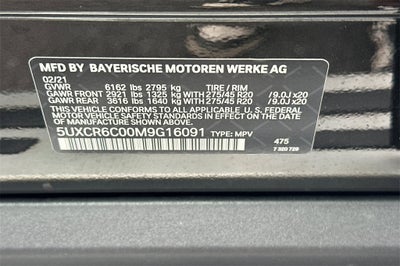 MFD BY BAYERISCHE MOTOREN WERKE AG
02/21
GVWR 6162 lbs 2795 kg TIRE / RIM
GAWR FRONT 2921 lbs 1325 kg WITH 275/45 R20 / 9.0J x20
GAWR REAR 3616 lbs 1640 kg WITH 275/45 R20 / 9.0J x20
THIS VEHICLE CONFORMS TO ALL APPLICABLE FEDERAL MOTOR
VEHICLE SAFETY STANDARDS IN EFFECT ON THE DATE OF
MANUFACTURE SHOWN ABOVE.
5UXCR6C00M9G16091 TYPE: MPV
475
7 320 729